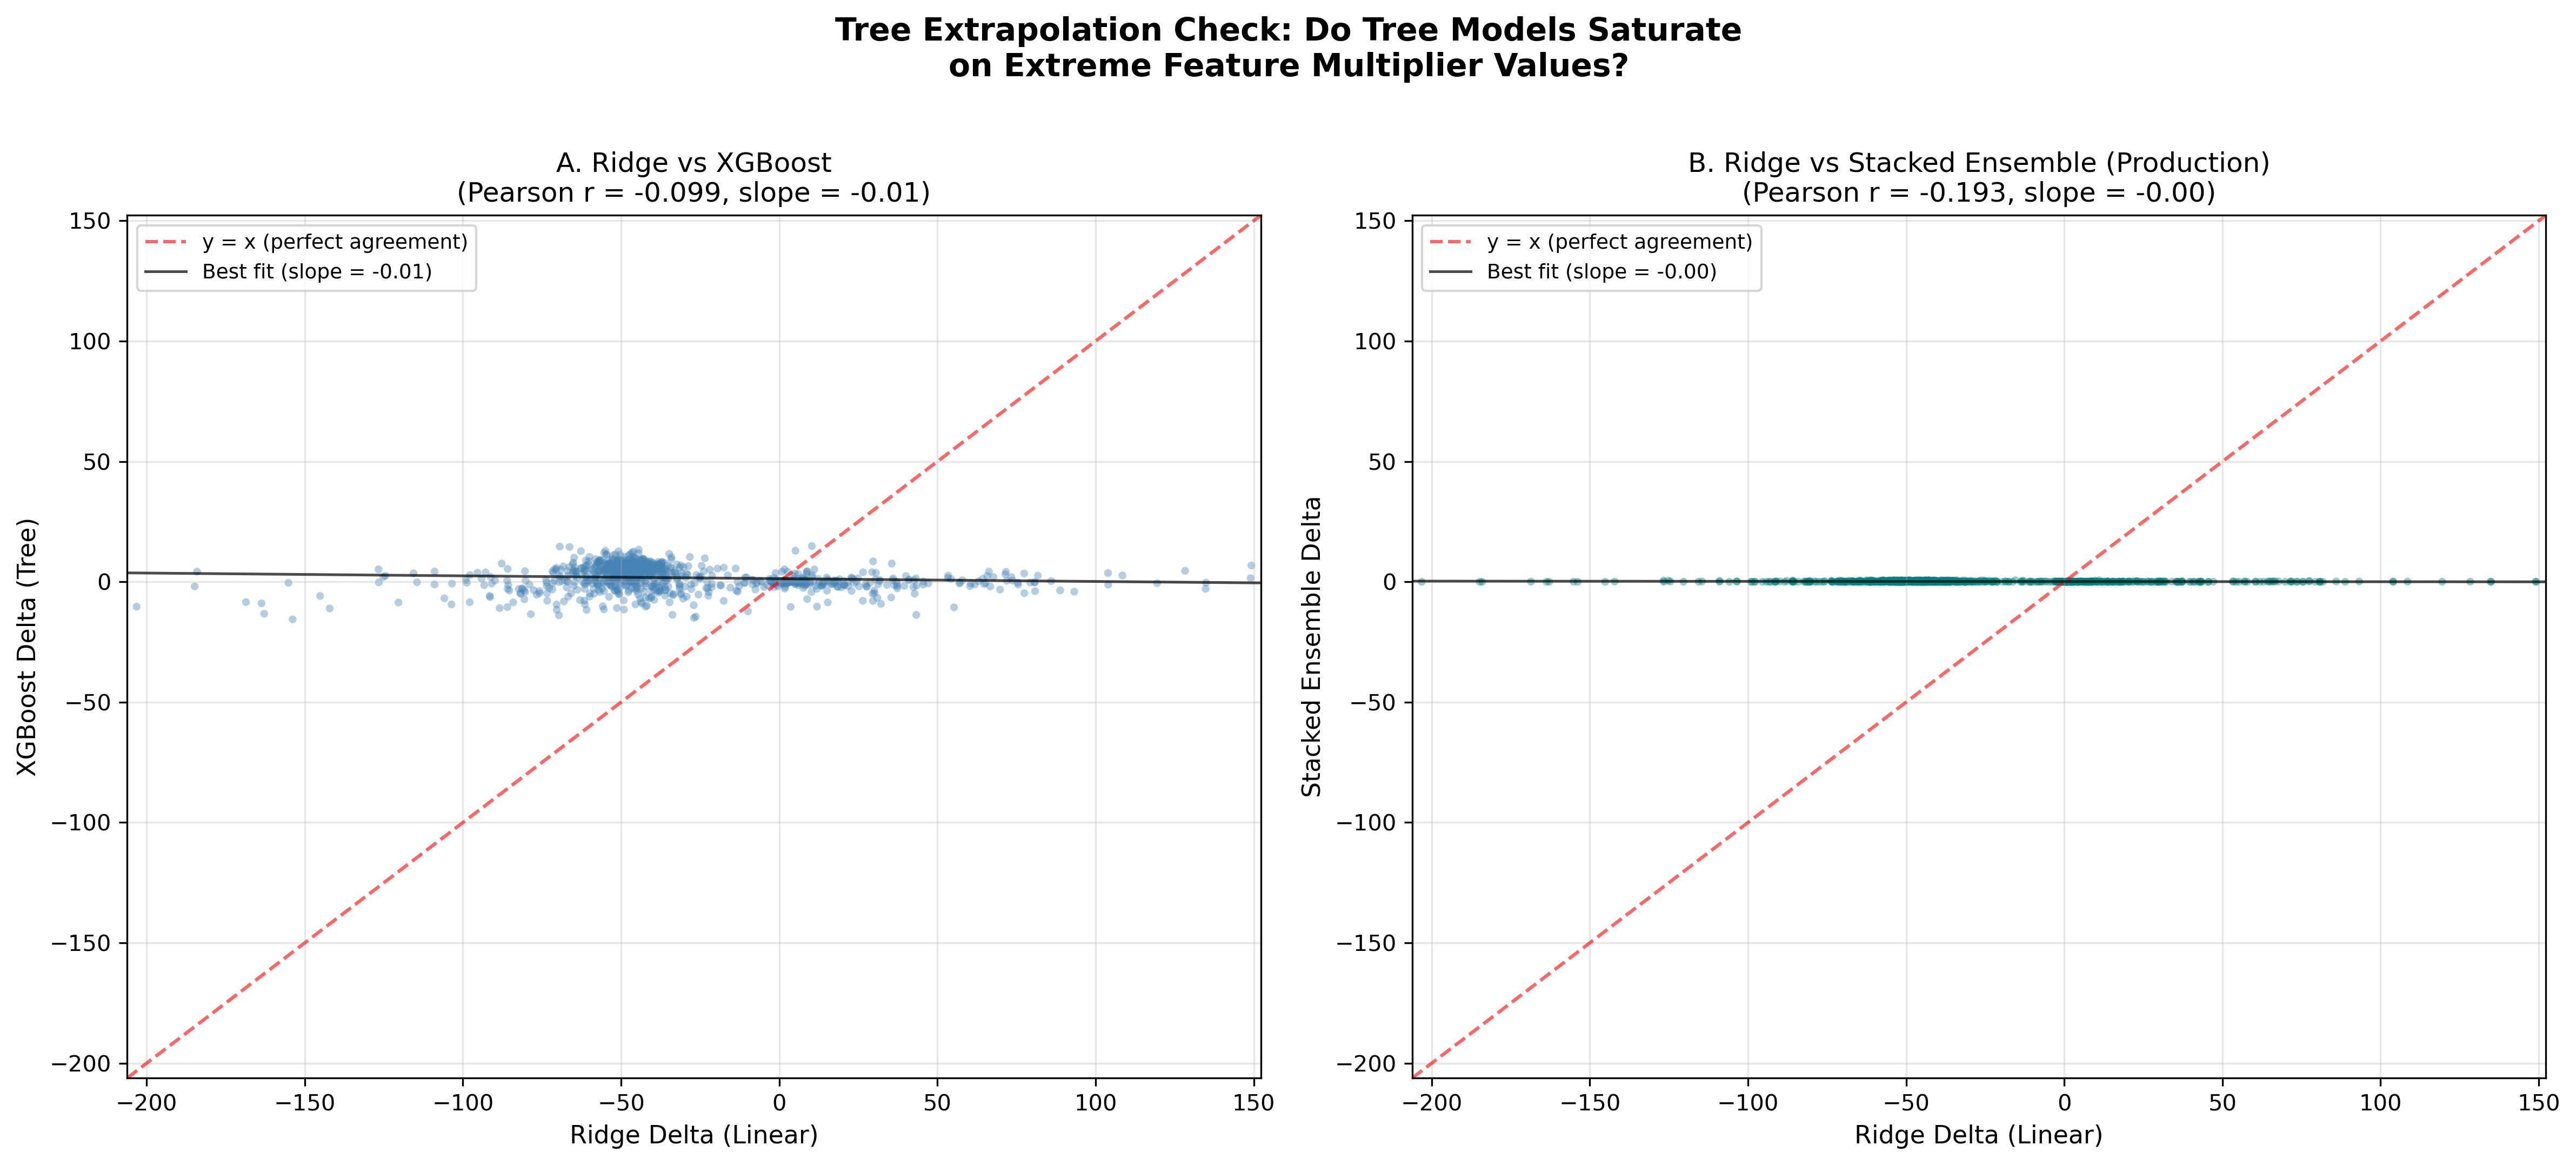 Tree Extrapolation Check: Do Tree Models Saturate
on Extreme Feature Multiplier Values?
A. Ridge vs XGBoost
(Pearson r = -0.099, slope = -0.01)
y = x (perfect agreement)
Best fit (slope = -0.01)
150
100
50
0
−50
−100
−150
−200
XGBoost Delta (Tree)
−200 −150 −100 −50 0 50 100 150
Ridge Delta (Linear)
B. Ridge vs Stacked Ensemble (Production)
(Pearson r = -0.193, slope = -0.00)
y = x (perfect agreement)
Best fit (slope = -0.00)
150
100
50
0
−50
−100
−150
−200
Stacked Ensemble Delta
−200 −150 −100 −50 0 50 100 150
Ridge Delta (Linear)